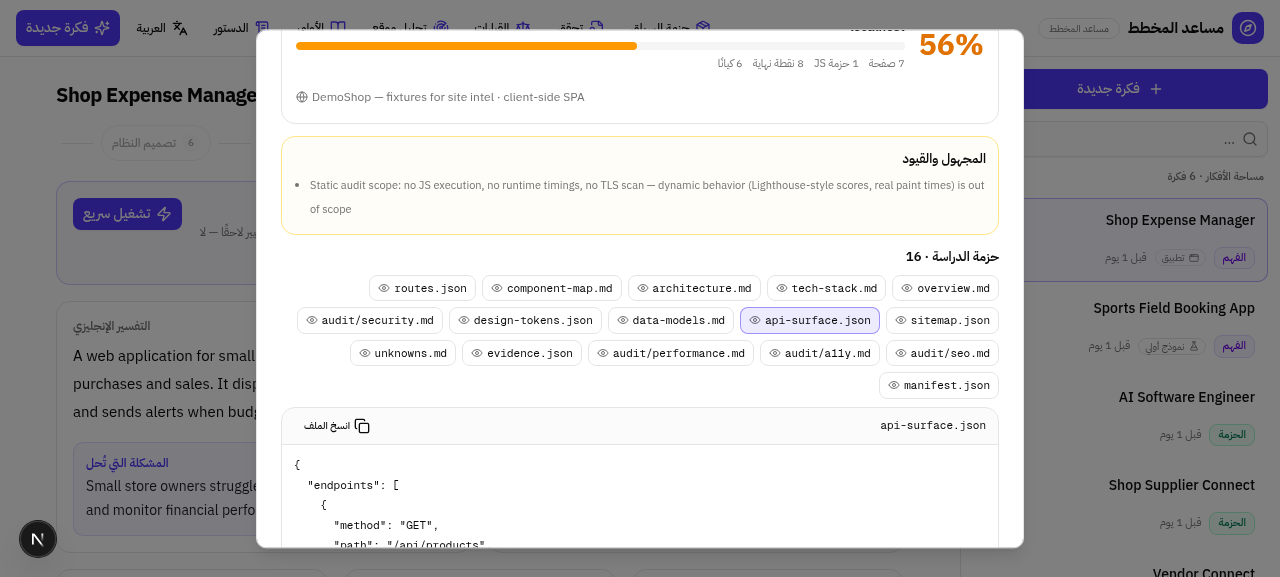 مساعد المخطط
مساعد المخطط
حزمة السياق
تحقق
القرارات
تحليل موقع
الأوامر
الدستور
العربية
فكرة جديدة
فكرة جديدة
...
مساحة الأفكار · 6 فكرة
Shop Expense Manager
الفهم
تطبيق
قبل 1 يوم
Sports Field Booking App
الفهم
نموذج أولي
قبل 1 يوم
AI Software Engineer
الحزمة
قبل 1 يوم
Shop Supplier Connect
الحزمة
قبل 1 يوم
Vendor Connect
Shop Expense Manage
6 تصميم النظام
تشغيل سريع
يير لاحقًا — لا
التفسير الإنجليزي
A web application for small
purchases and sales. It disp
and sends alerts when budg
المشكلة التي تُحل
Small store owners struggle
and monitor financial perfo
56%
7 صفحة 1 حزمة JS 8 نقطة نهاية 6 كيانًا
DemoShop — fixtures for site intel · client-side SPA
المجهول والقيود
• Static audit scope: no JS execution, no runtime timings, no TLS scan — dynamic behavior (Lighthouse-style scores, real paint times) is out
of scope
حزمة الدراسة · 16
overview.md
tech-stack.md
architecture.md
component-map.md
routes.json
sitemap.json
api-surface.json
data-models.md
design-tokens.json
audit/security.md
audit/seo.md
audit/a11y.md
audit/performance.md
evidence.json
unknowns.md
manifest.json
api-surface.json
انسخ الملف
{
"endpoints": [
{
"method": "GET",
"path": "/api/products"
N